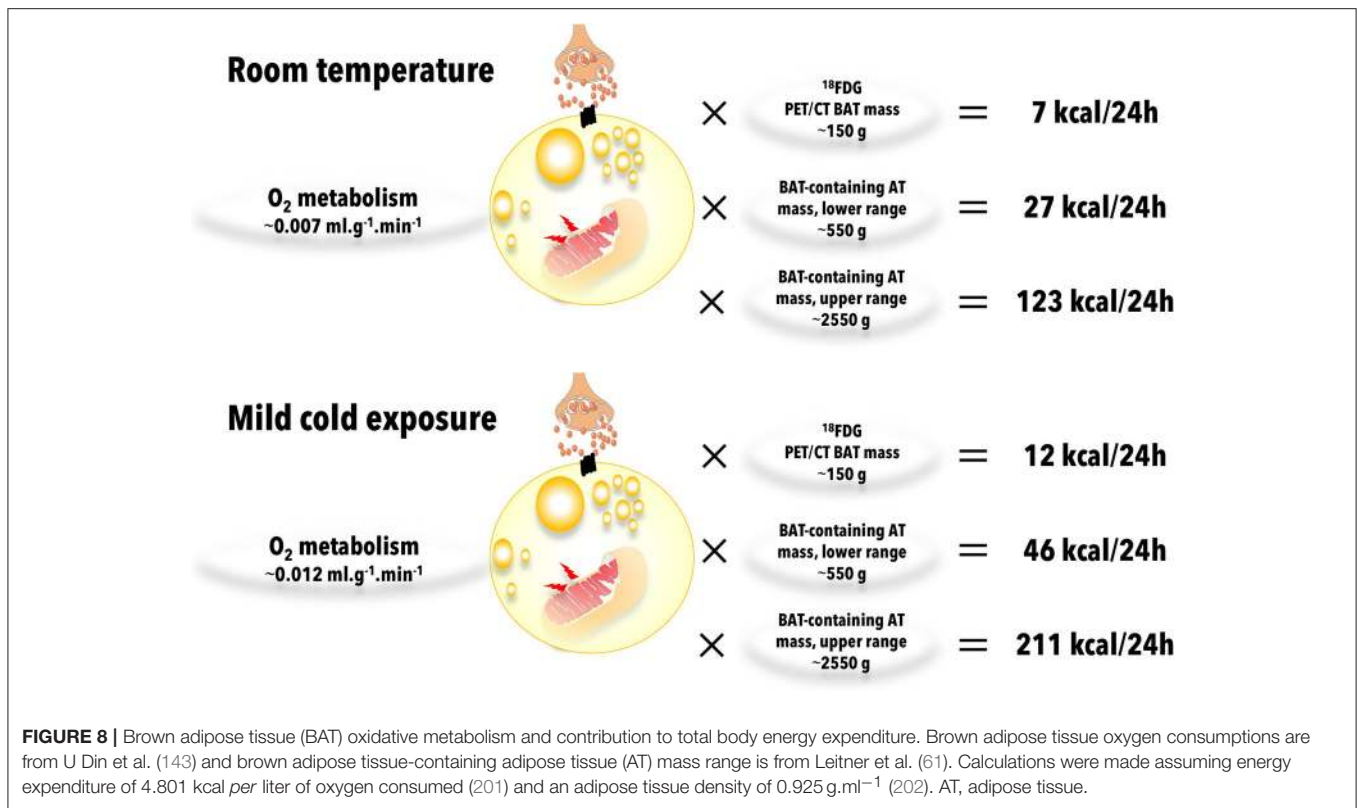 Room temperature
O₂ metabolism
~0.007 ml.g⁻¹.min⁻¹
×
¹⁸FDG
PET/CT BAT mass
~150 g
= 7 kcal/24h
×
BAT-containing AT
mass, lower range
~550 g
= 27 kcal/24h
×
BAT-containing AT
mass, upper range
~2550 g
= 123 kcal/24h
Mild cold exposure
O₂ metabolism
~0.012 ml.g⁻¹.min⁻¹
×
¹⁸FDG
PET/CT BAT mass
~150 g
= 12 kcal/24h
×
BAT-containing AT
mass, lower range
~550 g
= 46 kcal/24h
×
BAT-containing AT
mass, upper range
~2550 g
= 211 kcal/24h
FIGURE 8 | Brown adipose tissue (BAT) oxidative metabolism and contribution to total body energy expenditure. Brown adipose tissue oxygen consumptions are
from U Din et al. (143) and brown adipose tissue-containing adipose tissue (AT) mass range is from Leitner et al. (61). Calculations were made assuming energy
expenditure of 4.801 kcal per liter of oxygen consumed (201) and an adipose tissue density of 0.925 g.ml⁻¹ (202). AT, adipose tissue.